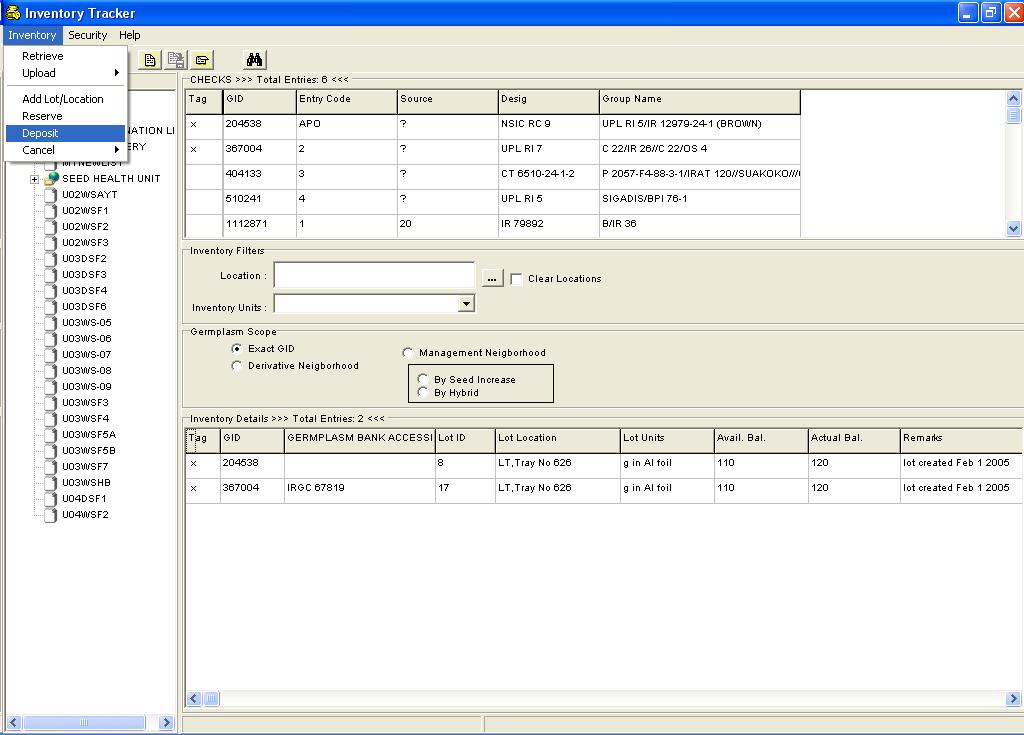 Inventory Tracker
Inventory Security Help
Retrieve
Upload
Add Lot/Location
Reserve
Deposit
Cancel
NATION LI
ERY
MYNEWLIST
SEED HEALTH UNIT
U02WSAYT
U02WSF1
U02WSF2
U02WSF3
U03DSF2
U03DSF3
U03DSF4
U03DSF6
U03WS-05
U03WS-06
U03WS-07
U03WS-08
U03WS-09
U03WSF3
U03WSF4
U03WSF5A
U03WSF5B
U03WSF7
U03WSHB
U04DSF1
U04WSF2
CHECKS >>> Total Entries: 6 <<<
Tag GID Entry Code Source Desig Group Name
x 204538 APO ? NSIC RC 9 UPL RI 5/IR 12979-24-1 (BROWN)
x 367004 2 ? UPL RI 7 C 22/IR 26//C 22/OS 4
404133 3 ? CT 6510-24-1-2 P 2057-F4-88-3-1/IRAT 120//SUAKOKO///
510241 4 ? UPL RI 5 SIGADIS/BPI 76-1
1112871 1 20 IR 79892 B/IR 36
Inventory Filters
Location : ... Clear Locations
Inventory Units :
Germplasm Scope
Exact GID Management Neigborhood
Derivative Neigborhood
By Seed Increase
By Hybrid
Inventory Details >>> Total Entries: 2 <<<
Tag GID GERMPLASM BANK ACCESSI Lot ID Lot Location Lot Units Avail. Bal. Actual Bal. Remarks
x 204538 8 LT,Tray No 626 g in Al foil 110 120 lot created Feb 1 2005
x 367004 IRGC 67819 17 LT,Tray No 626 g in Al foil 110 120 lot created Feb 1 2005